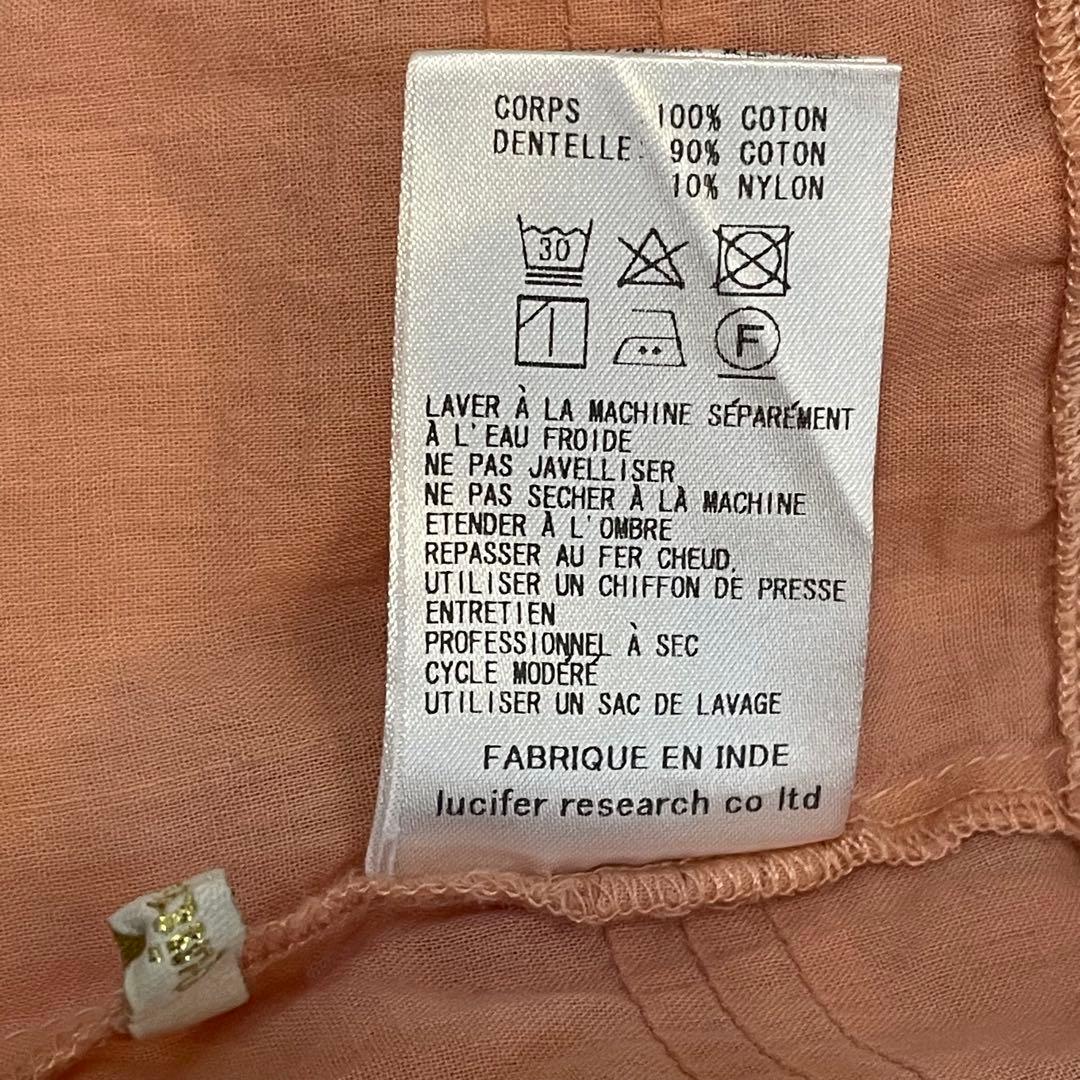 CORPS 100% COTON
DENTELLE: 90% COTON
10% NYLON
30
F
LAVER À LA MACHINE SÉPARÉMENT
À L'EAU FROIDE
NE PAS JAVELLISER
NE PAS SECHER À LÀ MACHINE
ETENDER À L'OMBRE
REPASSER AU FER CHEUD.
UTILISER UN CHIFFON DE PRESSE
ENTRETIEN
PROFESSIONNEL À SEC
CYCLE MODÉRÉ
UTILISER UN SAC DE LAVAGE
FABRIQUE EN INDE
lucifer research co ltd